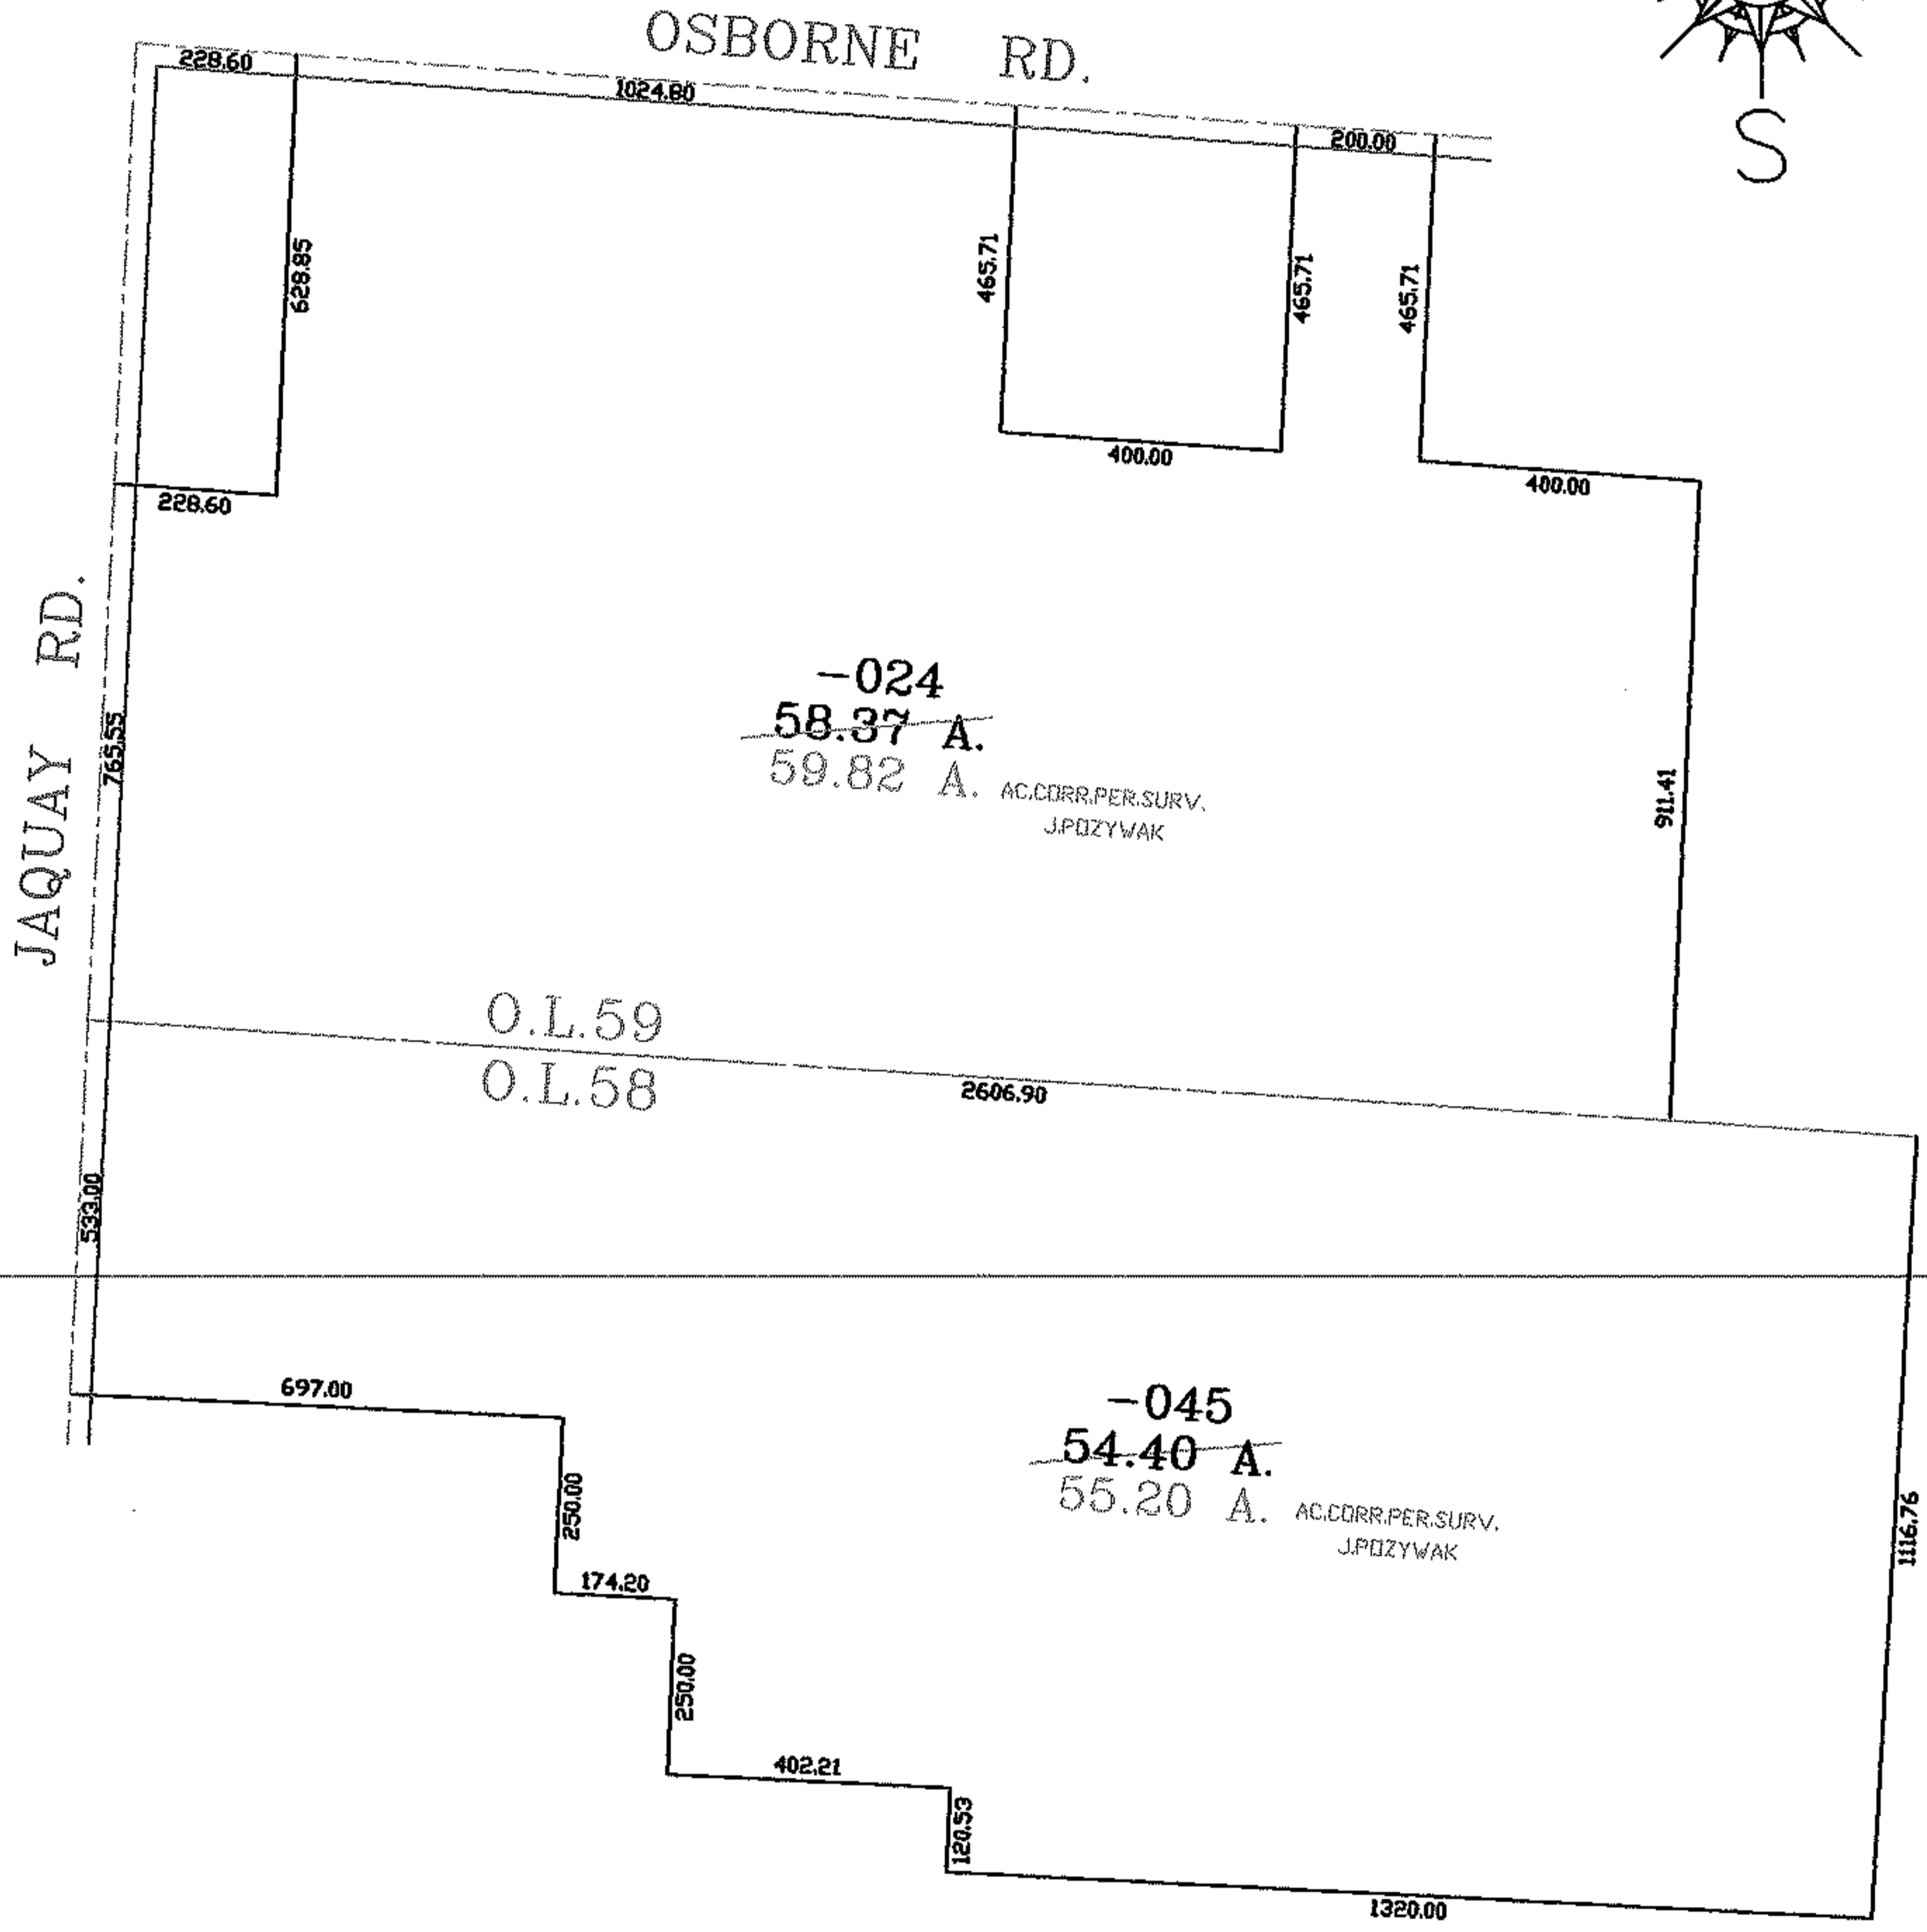 OSBORNE RD.
S
228.60
1024.80
200.00
628.85
465.71
465.71
465.71
228.60
400.00
400.00
JAQUAY RD.
765.55
-024
58.37 A.
59.82 A. AC.CORR.PER.SURV.
J.POZYWAK
911.41
O.L.59
O.L.58
2606.90
533.00
697.00
-045
54.40 A.
55.20 A. AC.CORR.PER.SURV.
J.POZYWAK
250.00
1116.76
174.20
250.00
402.21
120.53
1320.00